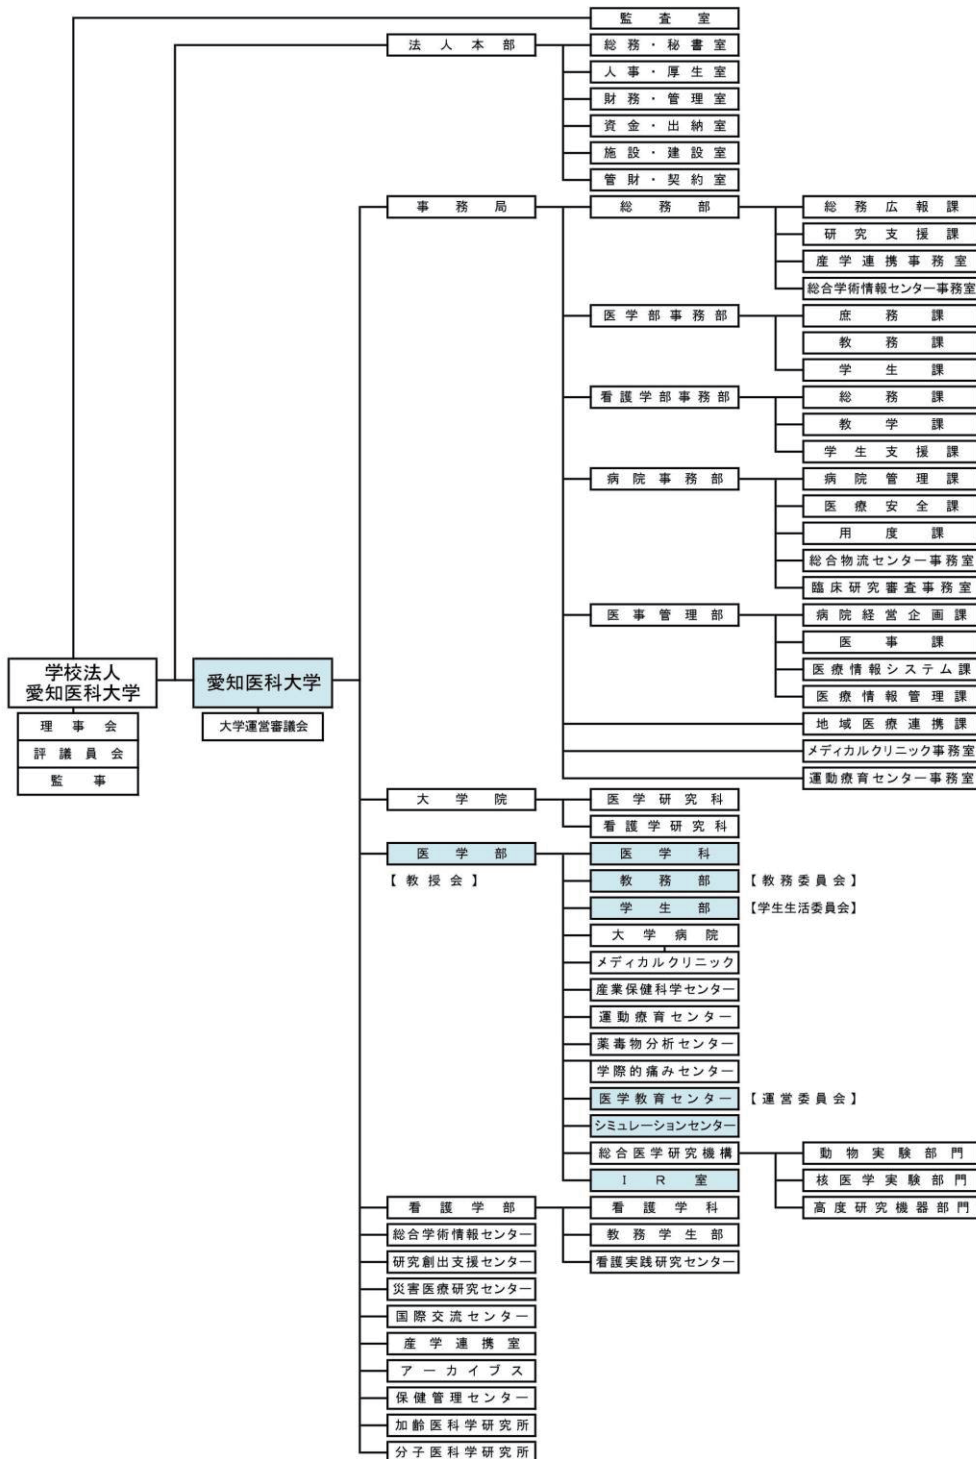 監査室
法人本部
総務・秘書室
人事・厚生室
財務・管理室
資金・出納室
施設・建設室
管財・契約室
事務局
総務部
総務広報課
研究支援課
産学連携事務室
総合学術情報センター事務室
医学部事務部
庶務課
教務課
学生課
看護学部事務部
総務課
教学課
学生支援課
病院事務部
病院管理課
医療安全課
用度課
総合物流センター事務室
臨床研究審査事務室
医事管理部
病院経営企画課
医事課
医療情報システム課
医療情報管理課
地域医療連携課
メディカルクリニック事務室
運動療育センター事務室
学校法人
愛知医科大学
理事会
評議員会
監事
愛知医科大学
大学運営審議会
大学院
医学研究科
看護学研究科
医学部
【教授会】
医学科
教務部
【教務委員会】
学生部
【学生生活委員会】
大学病院
メディカルクリニック
産業保健科学センター
運動療育センター
薬毒物分析センター
学際的痛みセンター
医学教育センター
【運営委員会】
シミュレーションセンター
総合医学研究機構
動物実験部門
核医学実験部門
高度研究機器部門
IR室
看護学部
看護学科
教務学生部
看護実践研究センター
総合学術情報センター
研究創出支援センター
災害医療研究センター
国際交流センター
産学連携室
アーカイブス
保健管理センター
加齢医科学研究所
分子医科学研究所